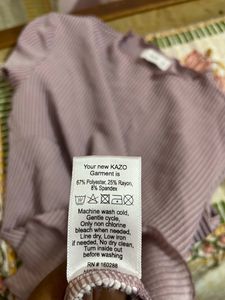 Your new KAZO
Garment is
67% Polyester, 25% Rayon,
8% Spandex
Machine wash cold,
Gentle cycle,
Only non chlorine
bleach when needed.
Line dry, Low iron
if needed, No dry clean,
Turn inside out
before washing
RN # 160288